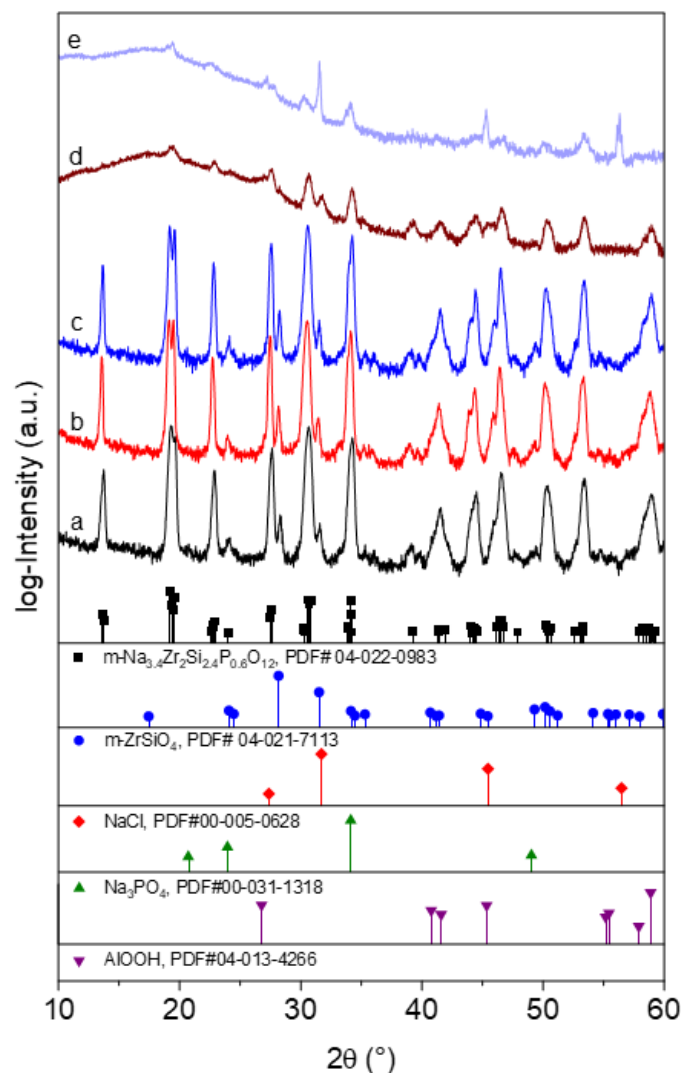 e
d
c
b
a
log-Intensity (a.u.)
m-Na₃.₄Zr₂Si₂.₄P₀.₆O₁₂, PDF# 04-022-0983
m-ZrSiO₄, PDF# 04-021-7113
NaCl, PDF#00-005-0628
Na₃PO₄, PDF#00-031-1318
AlOOH, PDF#04-013-4266
10 20 30 40 50 60
2θ (°)